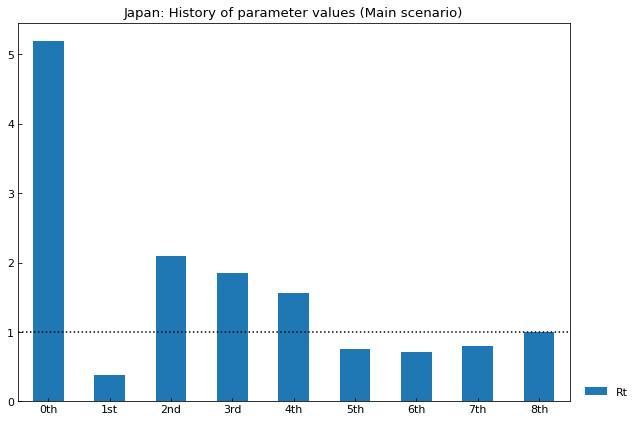 Japan: History of parameter values (Main scenario)
5
4
3
2
1
0
0th 1st 2nd 3rd 4th 5th 6th 7th 8th
Rt